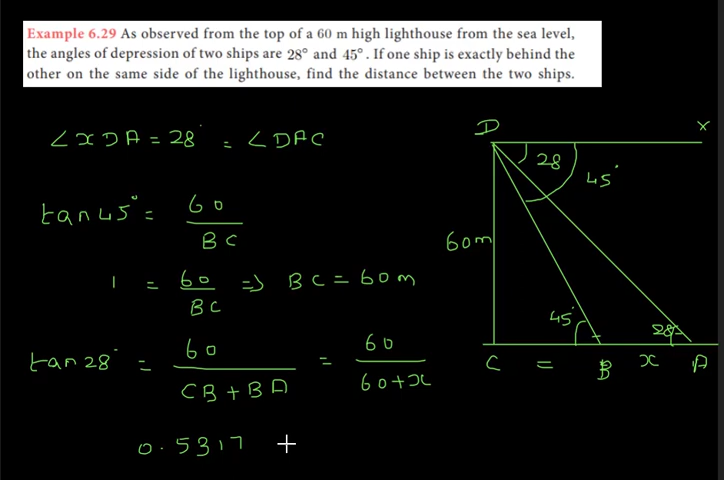 Example 6.29 As observed from the top of a 60 m high lighthouse from the sea level,
the angles of depression of two ships are 28° and 45°. If one ship is exactly behind the
other on the same side of the lighthouse, find the distance between the two ships.
∠XDA = 28° = ∠DAC
tan 45° = 60 / BC
1 = 60 / BC => BC = 60 m
tan 28° = 60 / CB + BA = 60 / 60 + x
0.5317
D x
28
45°
60m
45° 28°
C = B x A